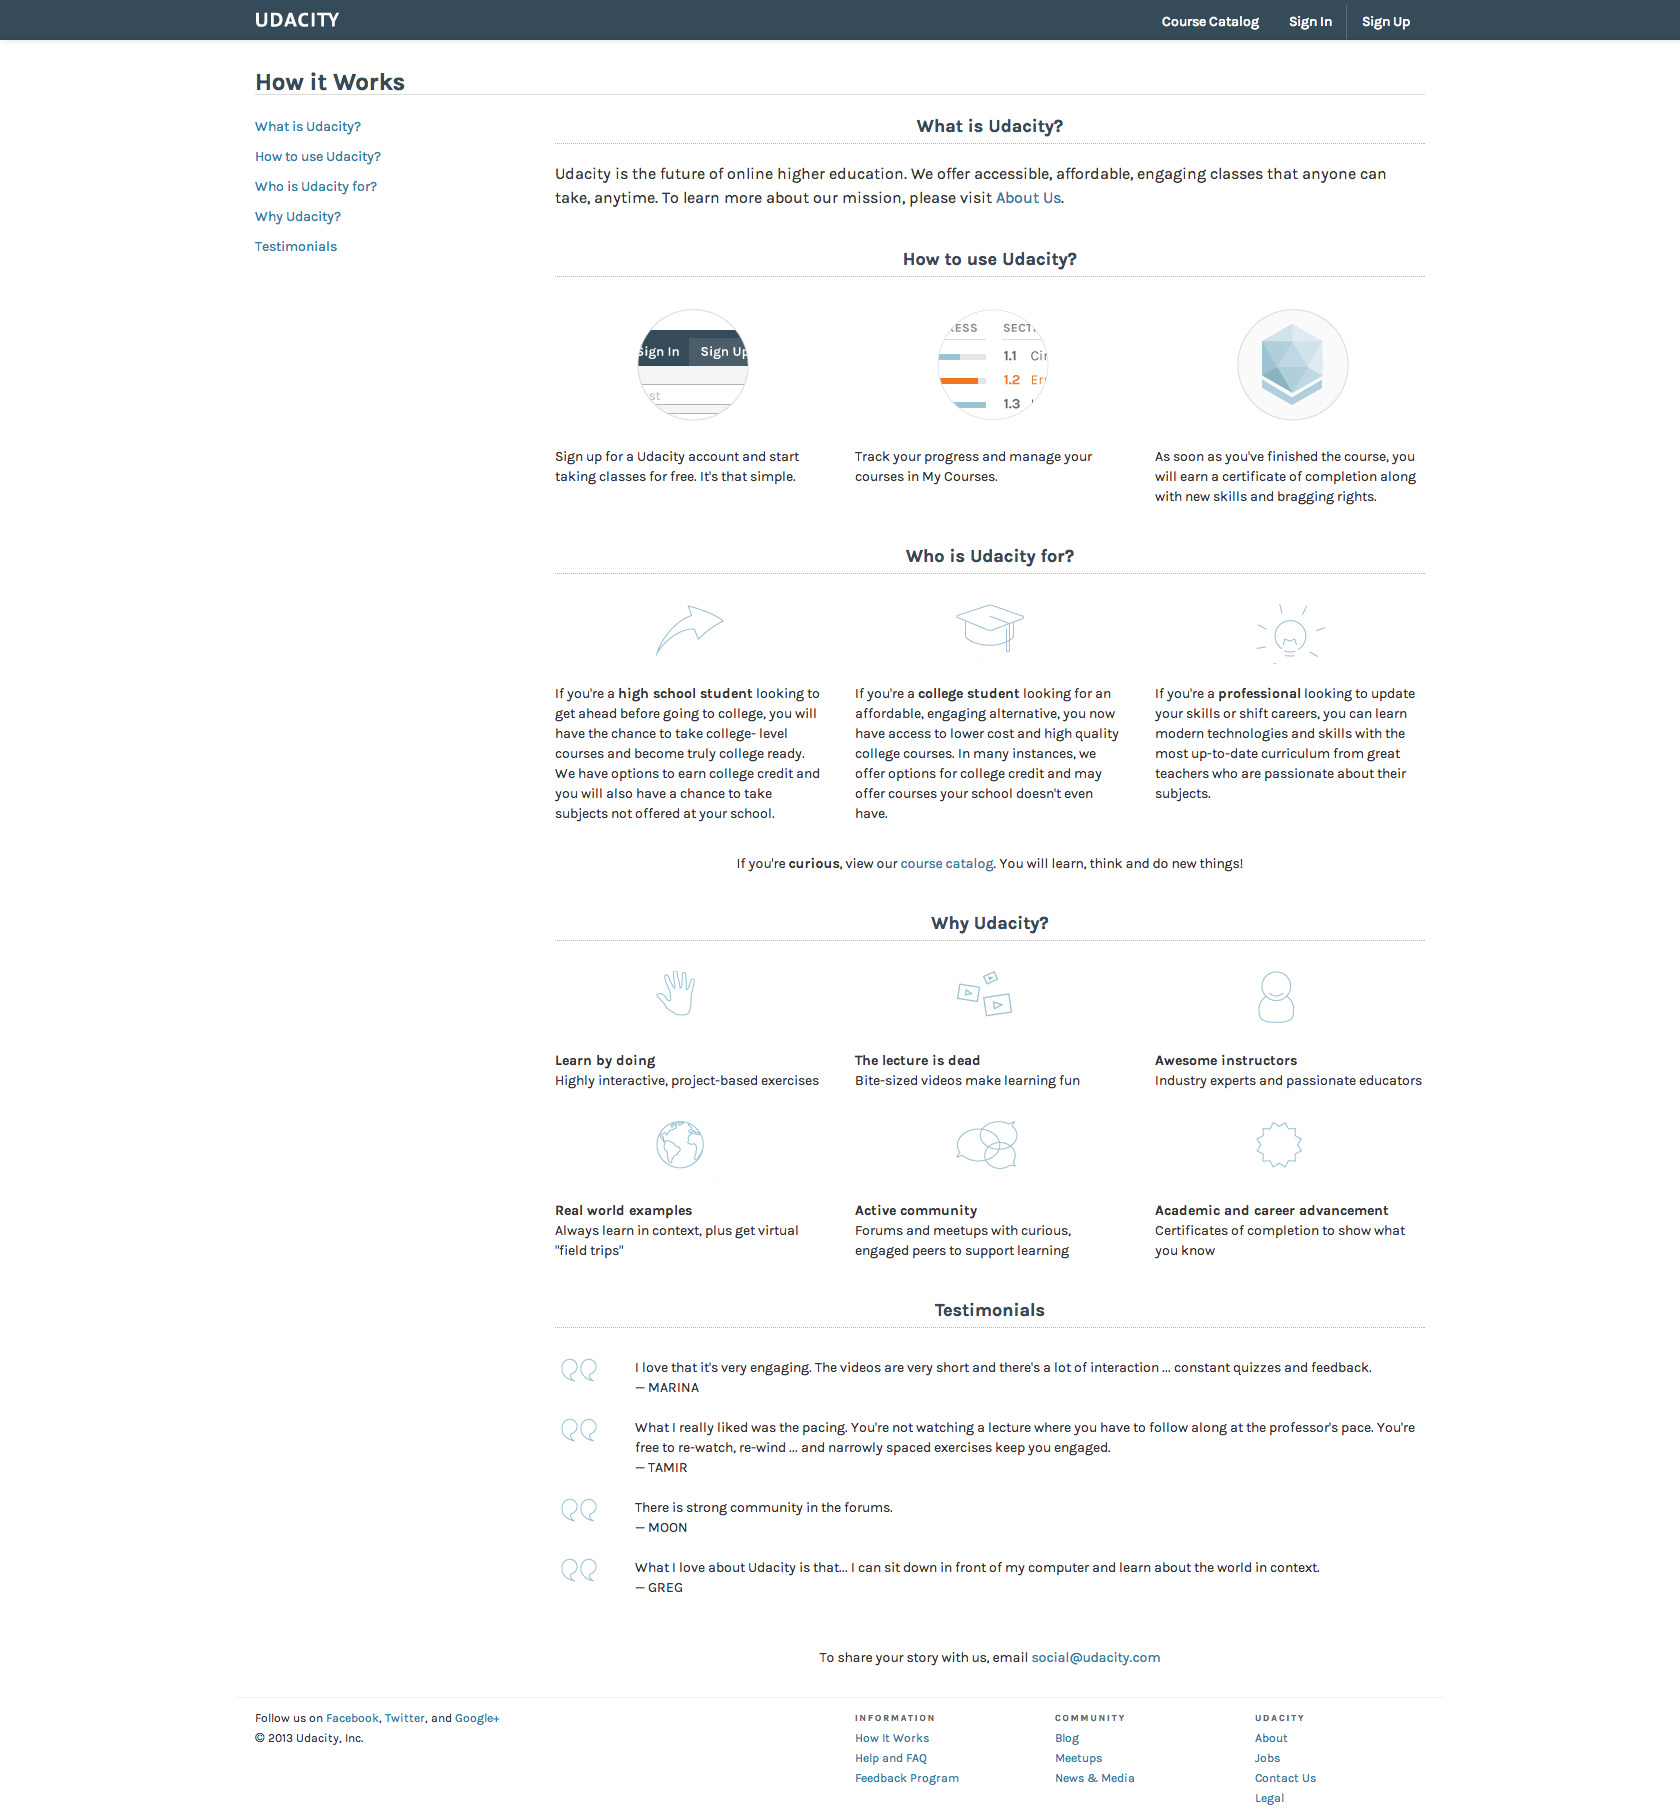 UDACITY
Course Catalog
Sign In
Sign Up
How it Works
What is Udacity?
How to use Udacity?
Who is Udacity for?
Why Udacity?
Testimonials
What is Udacity?
Udacity is the future of online higher education. We offer accessible, affordable, engaging classes that anyone can
take, anytime. To learn more about our mission, please visit About Us.
How to use Udacity?
Sign In
Sign Up
st
RESS
SECTI
1.1 Cir
1.2 Err
1.3
Sign up for a Udacity account and start
taking classes for free. It's that simple.
Track your progress and manage your
courses in My Courses.
As soon as you've finished the course, you
will earn a certificate of completion along
with new skills and bragging rights.
Who is Udacity for?
If you're a high school student looking to
get ahead before going to college, you will
have the chance to take college- level
courses and become truly college ready.
We have options to earn college credit and
you will also have a chance to take
subjects not offered at your school.
If you're a college student looking for an
affordable, engaging alternative, you now
have access to lower cost and high quality
college courses. In many instances, we
offer options for college credit and may
offer courses your school doesn't even
have.
If you're a professional looking to update
your skills or shift careers, you can learn
modern technologies and skills with the
most up-to-date curriculum from great
teachers who are passionate about their
subjects.
If you're curious, view our course catalog. You will learn, think and do new things!
Why Udacity?
Learn by doing
Highly interactive, project-based exercises
The lecture is dead
Bite-sized videos make learning fun
Awesome instructors
Industry experts and passionate educators
Real world examples
Always learn in context, plus get virtual
"field trips"
Active community
Forums and meetups with curious,
engaged peers to support learning
Academic and career advancement
Certificates of completion to show what
you know
Testimonials
I love that it's very engaging. The videos are very short and there's a lot of interaction ... constant quizzes and feedback.
— MARINA
What I really liked was the pacing. You're not watching a lecture where you have to follow along at the professor's pace. You're
free to re-watch, re-wind ... and narrowly spaced exercises keep you engaged.
— TAMIR
There is strong community in the forums.
— MOON
What I love about Udacity is that... I can sit down in front of my computer and learn about the world in context.
— GREG
To share your story with us, email social@udacity.com
Follow us on Facebook, Twitter, and Google+
© 2013 Udacity, Inc.
INFORMATION
How It Works
Help and FAQ
Feedback Program
COMMUNITY
Blog
Meetups
News & Media
UDACITY
About
Jobs
Contact Us
Legal